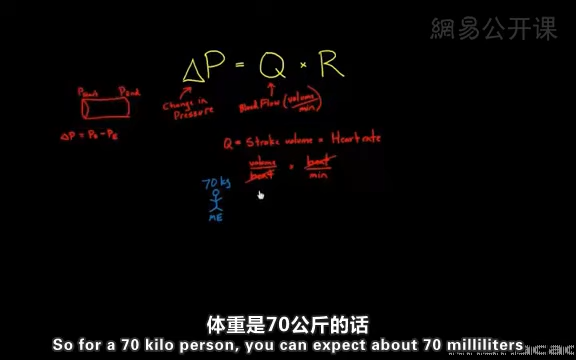 網易公开课
ΔP = Q × R
P start P end
Change in Pressure
Blood Flow (volume/min)
ΔP = Ps - PE
Q = Stroke volume × Heart rate
volume/beat × beat/min
70 kg
ME
体重是70公斤的话
So for a 70 kilo person, you can expect about 70 milliliters